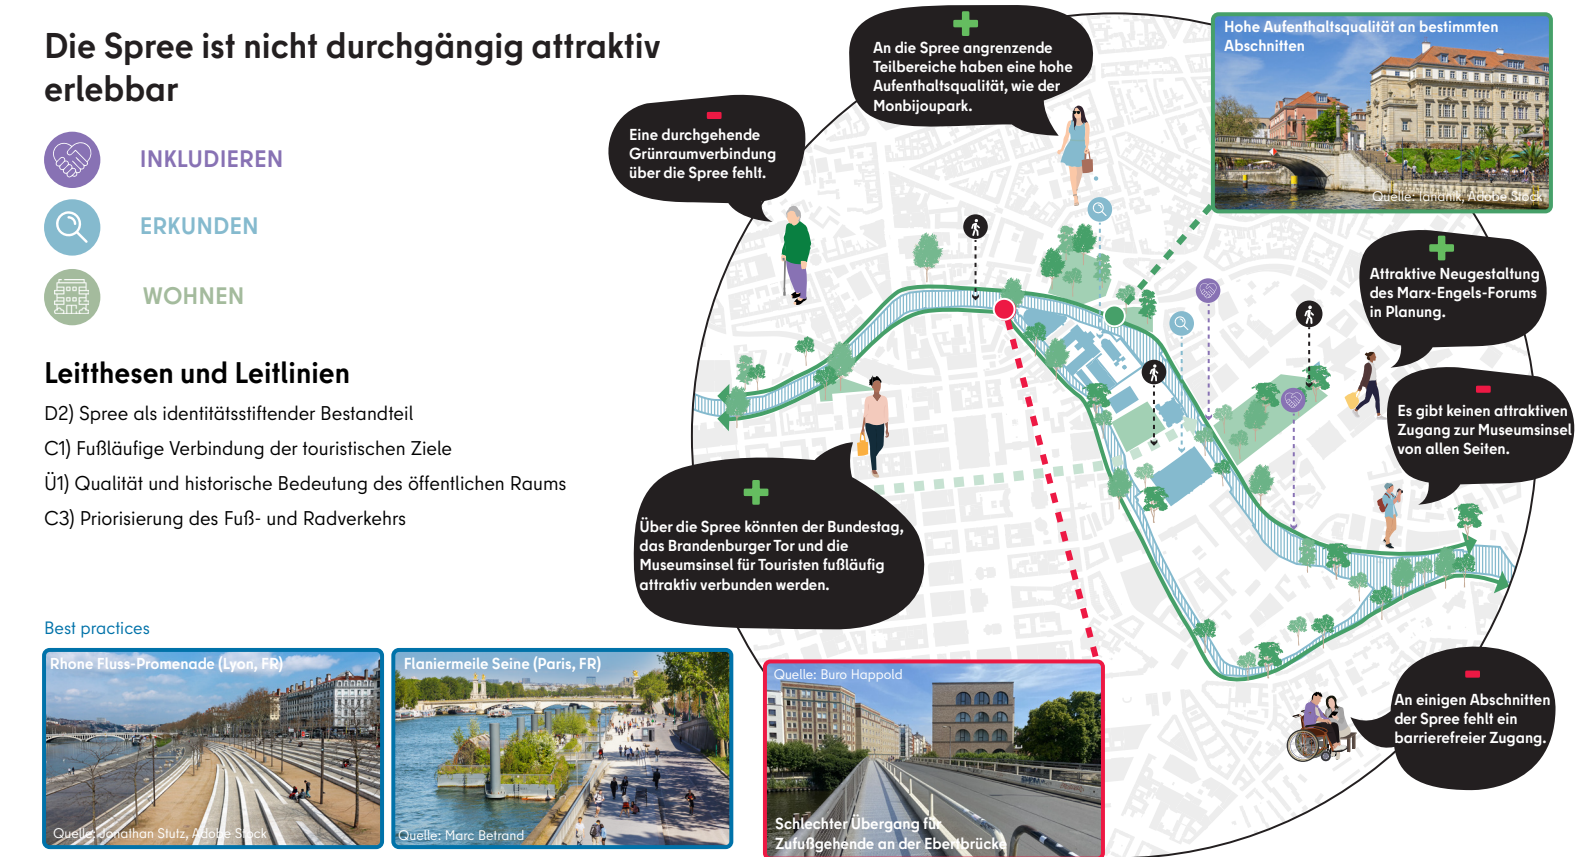 Die Spree ist nicht durchgängig attraktiv
erlebbar
INKLUDIEREN
ERKUNDEN
WOHNEN
Leitthesen und Leitlinien
D2) Spree als identitätsstiftender Bestandteil
C1) Fußläufige Verbindung der touristischen Ziele
Ü1) Qualität und historische Bedeutung des öffentlichen Raums
C3) Priorisierung des Fuß- und Radverkehrs
Best practices
Rhône Fluss-Promenade (Lyon, FR)
Quelle: Jonathan Stutz, Adobe Stock
Flaniermeile Seine (Paris, FR)
Quelle: Marc Betrand
Eine durchgehende
Grünraumverbindung
über die Spree fehlt.
An die Spree angrenzende
Teilbereiche haben eine hohe
Aufenthaltsqualität, wie der
Monbijoupark.
Hohe Aufenthaltsqualität an bestimmten
Abschnitten
Quelle: Tananik, Adobe Stock
Attraktive Neugestaltung
des Marx-Engels-Forums
in Planung.
Es gibt keinen attraktiven
Zugang zur Museumsinsel
von allen Seiten.
Über die Spree könnten der Bundestag,
das Brandenburger Tor und die
Museumsinsel für Touristen fußläufig
attraktiv verbunden werden.
Quelle: Buro Happold
Schlechter Übergang für
Zufußgehende an der Ebertbrücke
An einigen Abschnitten
der Spree fehlt ein
barrierefreier Zugang.